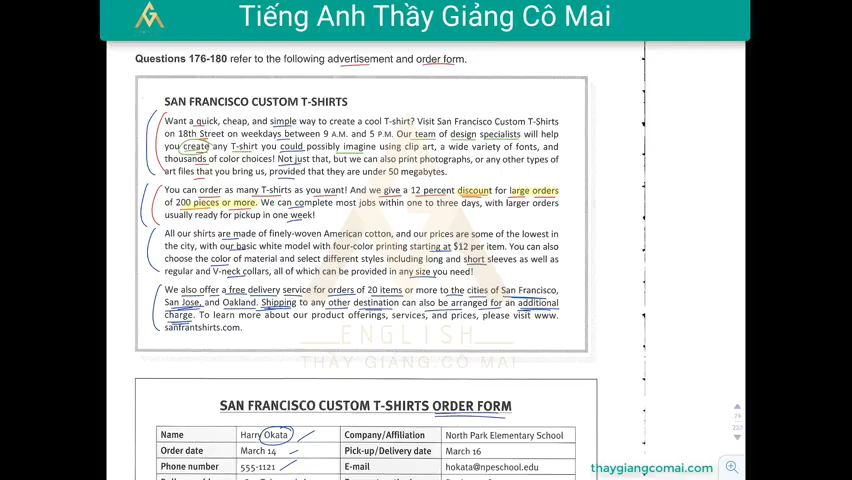 Tiếng Anh Thầy Giảng Cô Mai
Questions 176-180 refer to the following advertisement and order form.
SAN FRANCISCO CUSTOM T-SHIRTS
Want a quick, cheap, and simple way to create a cool T-shirt? Visit San Francisco Custom T-Shirts
on 18th Street on weekdays between 9 A.M. and 5 P.M. Our team of design specialists will help
you create any T-shirt you could possibly imagine using clip art, a wide variety of fonts, and
thousands of color choices! Not just that, but we can also print photographs, or any other types of
art files that you bring us, provided that they are under 50 megabytes.
You can order as many T-shirts as you want! And we give a 12 percent discount for large orders
of 200 pieces or more. We can complete most jobs within one to three days, with larger orders
usually ready for pickup in one week!
All our shirts are made of finely-woven American cotton, and our prices are some of the lowest in
the city, with our basic white model with four-color printing starting at $12 per item. You can also
choose the color of material and select different styles including long and short sleeves as well as
regular and V-neck collars, all of which can be provided in any size you need!
We also offer a free delivery service for orders of 20 items or more to the cities of San Francisco,
San Jose, and Oakland. Shipping to any other destination can also be arranged for an additional
charge. To learn more about our product offerings, services, and prices, please visit www.
sanfrantshirts.com.
ENGLISH
THẦY GIẢNG.CÔ MAI
SAN FRANCISCO CUSTOM T-SHIRTS ORDER FORM
Name Harry Okata Company/Affiliation North Park Elementary School
Order date March 14 Pick-up/Delivery date March 16
Phone number 555-1121 E-mail hokata@npeschool.edu
thaygiangcomai.com